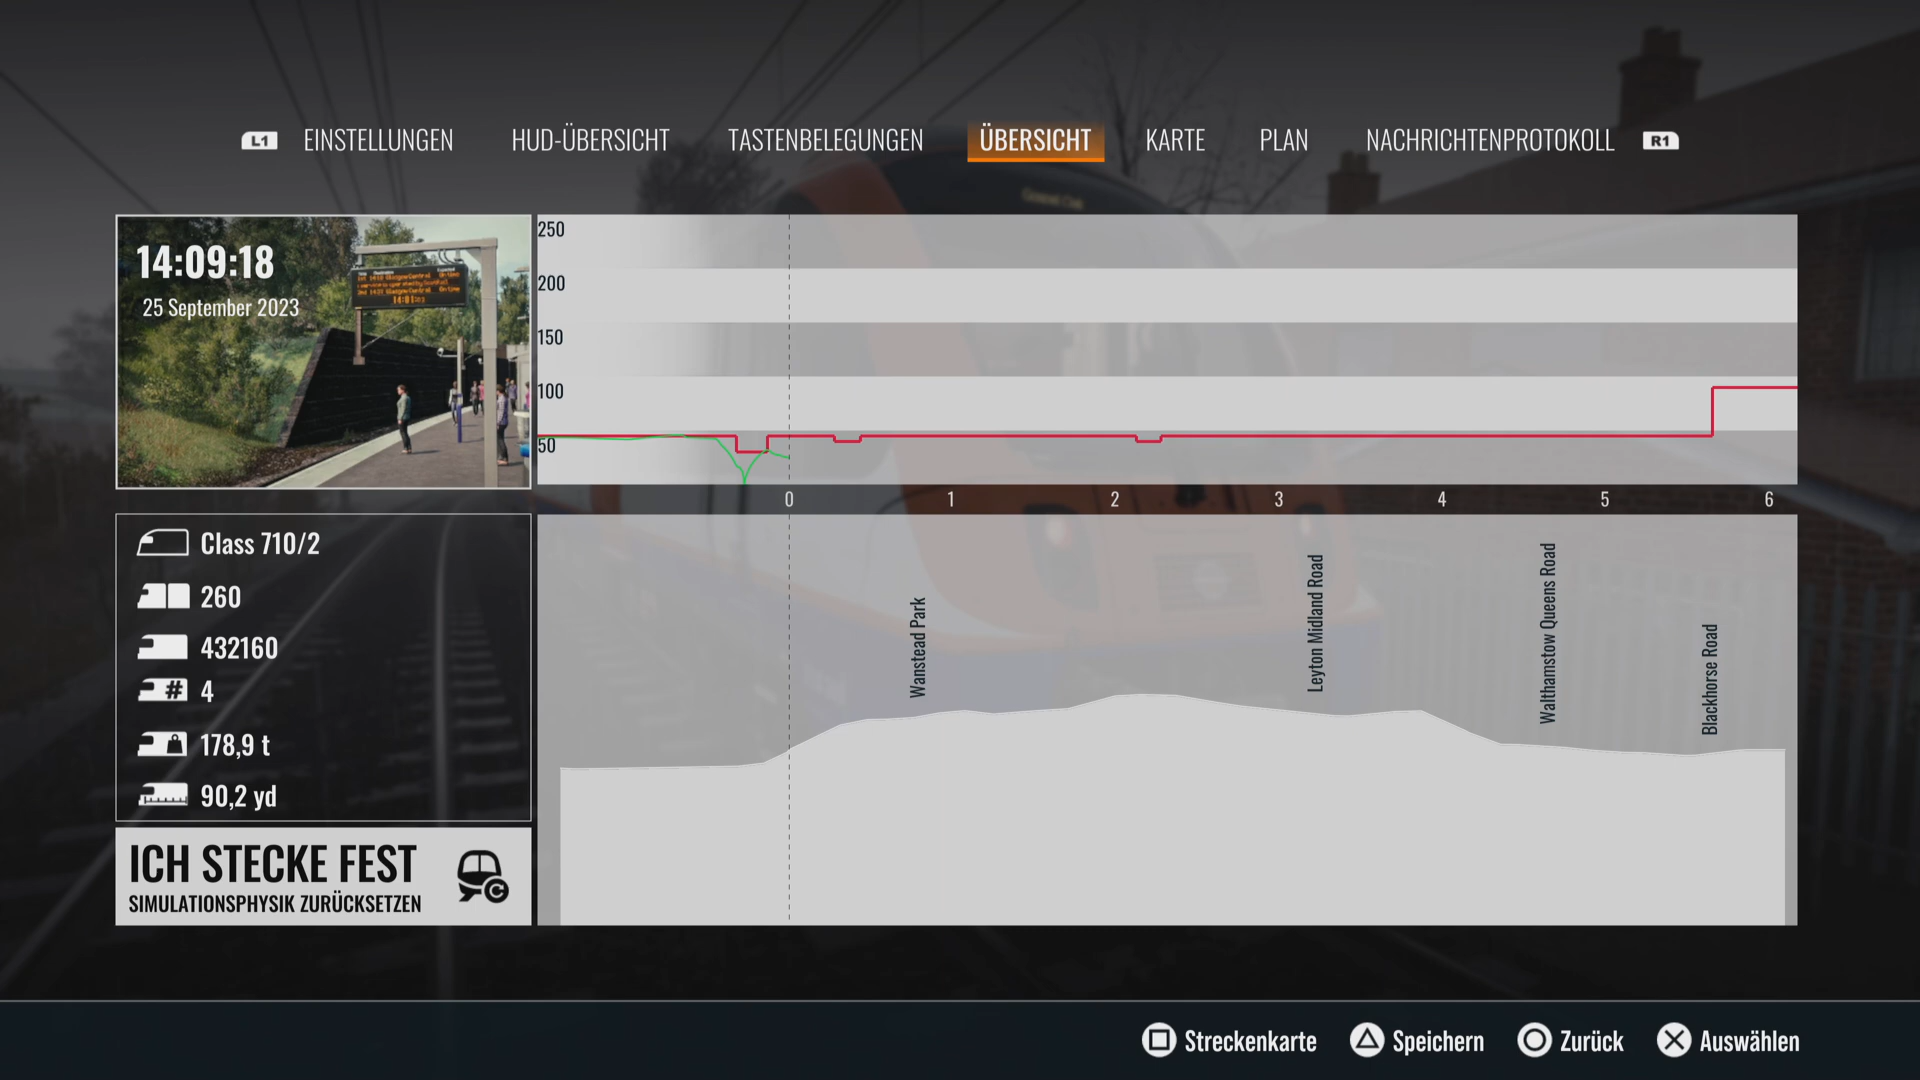 L1 EINSTELLUNGEN HUD-ÜBERSICHT TASTENBELEGUNGEN ÜBERSICHT KARTE PLAN NACHRICHTENPROTOKOLL R1
14:09:18
25 September 2023
250
200
150
100
50
0 1 2 3 4 5 6
Class 710/2
260
432160
# 4
178,9 t
90,2 yd
ICH STECKE FEST
SIMULATIONSPHYSIK ZURÜCKSETZEN
Wanstead Park
Leyton Midland Road
Walthamstow Queens Road
Blackhorse Road
Streckenkarte Speichern Zurück Auswählen